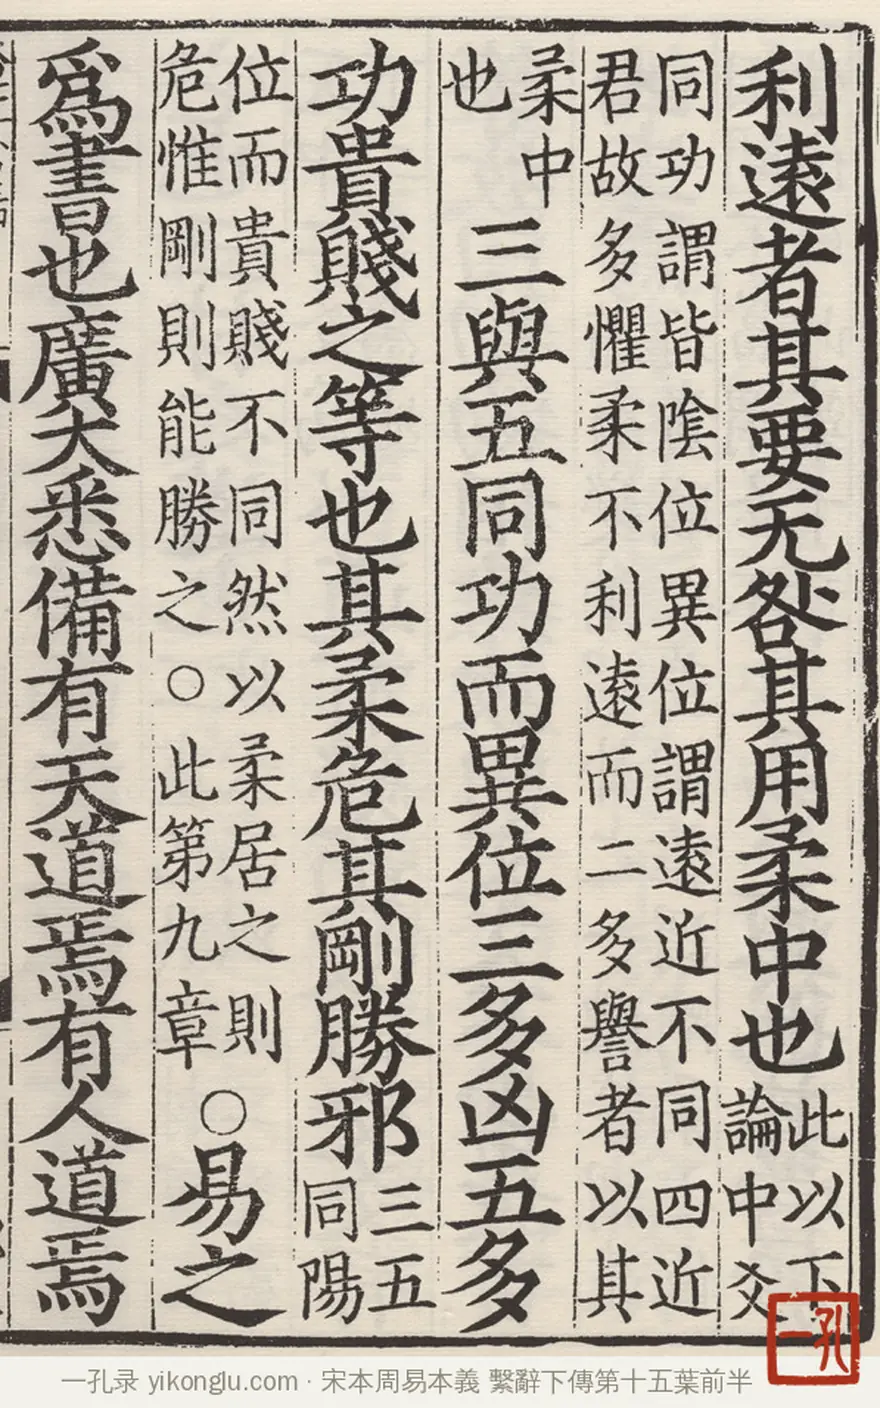 利逺者其要无咎其用柔中也此以下論中爻
同功謂皆隂位異位謂逺近不同四近君故多懼柔不利逺而二多譽者以其
柔中也三與五同功而異位三多凶五多
功貴賤之等也其柔危其剛勝邪三五同陽
位而貴賤不同然以柔居之則危惟剛則能勝之○此第九章○易之
爲書也廣大悉備有天道焉有人道焉
一孔
一孔录 yikonglu.com · 宋本周易本義 繫辭下傳第十五葉前半